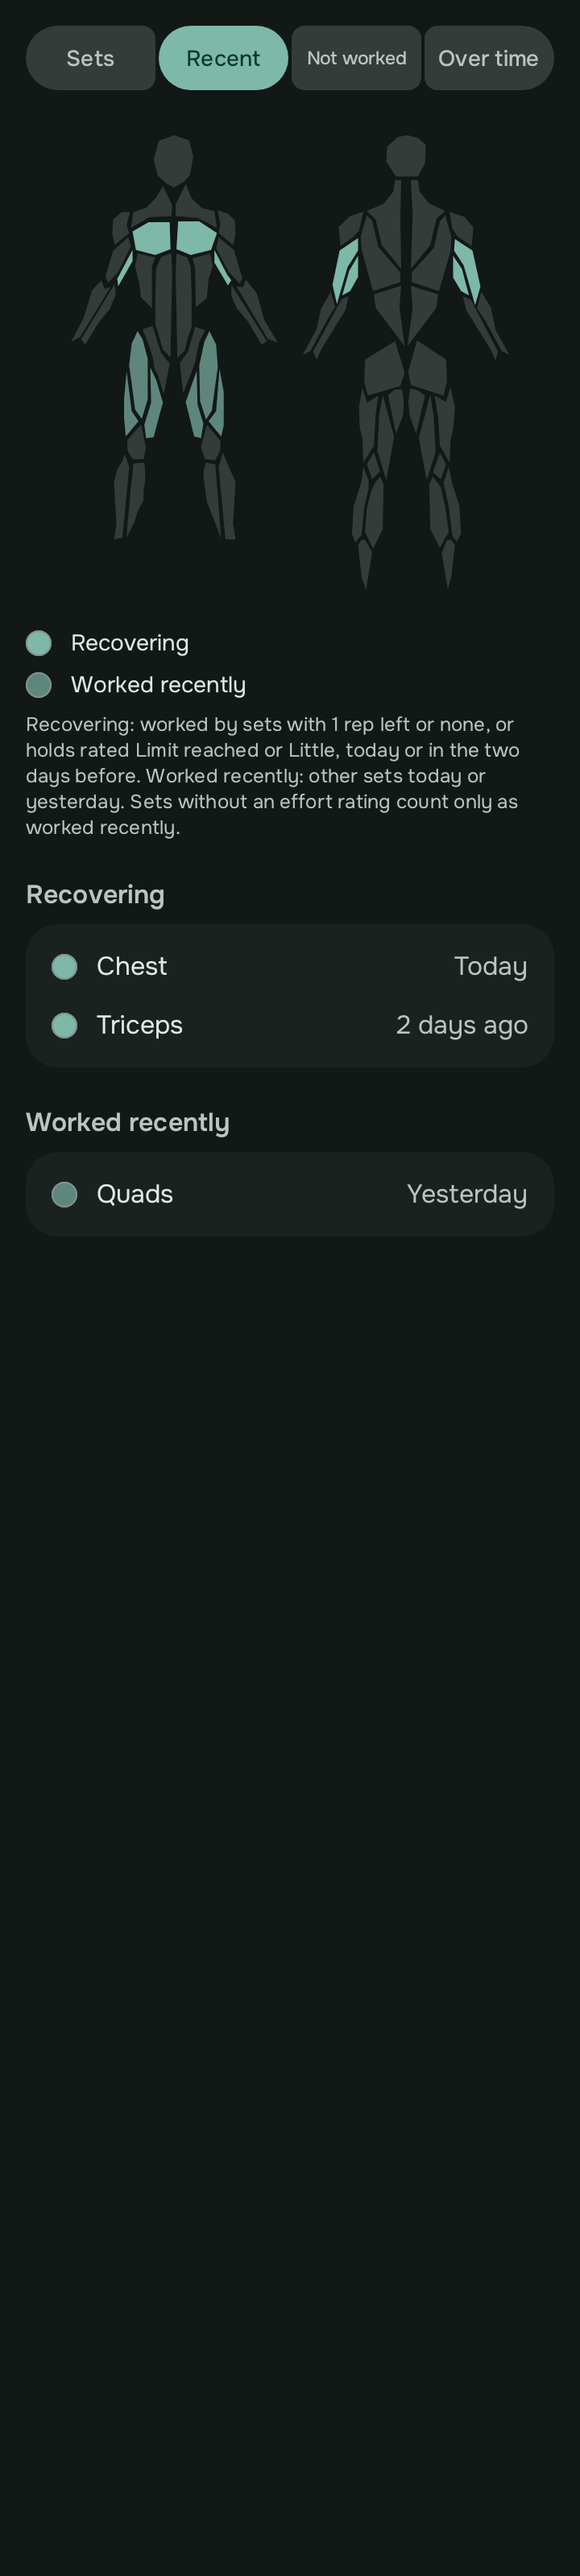 Sets
Recent
Not worked
Over time
Recovering
Worked recently
Recovering: worked by sets with 1 rep left or none, or
holds rated Limit reached or Little, today or in the two
days before. Worked recently: other sets today or
yesterday. Sets without an effort rating count only as
worked recently.
Recovering
Chest Today
Triceps 2 days ago
Worked recently
Quads Yesterday